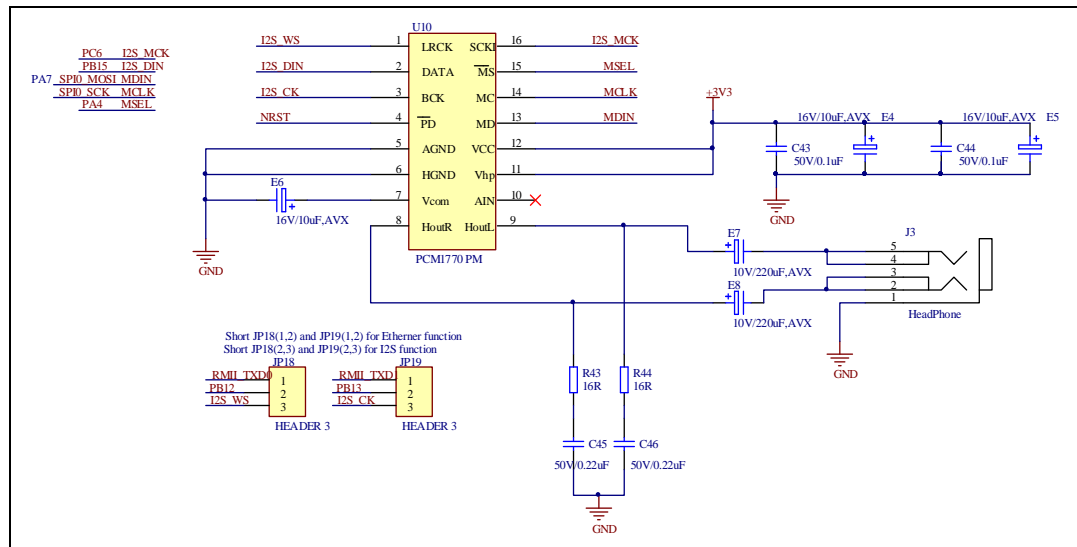 U10
PC6 I2S_MCK
PB15 I2S_DIN
PA7 SPI0_MOSI MDIN
SPI0_SCK MCLK
PA4 MSEL
I2S_WS 1 LRCK SCKI 16 I2S_MCK
I2S_DIN 2 DATA MS 15 MSEL
I2S_CK 3 BCK MC 14 MCLK
NRST 4 PD MD 13 MDIN
5 AGND VCC 12
6 HGND Vhp 11
7 Vcom AIN 10
8 HoutR HoutL 9
PCM1770 PM
E6
+
16V/10uF,AVX
GND
+3V3
16V/10uF,AVX E4
16V/10uF,AVX E5
C43
50V/0.1uF
+
C44
50V/0.1uF
+
GND
E7
+
10V/220uF,AVX
E8
+
10V/220uF,AVX
J3
5
4
3
2
1
HeadPhone
GND
Short JP18(1,2) and JP19(1,2) for Etherner function
Short JP18(2,3) and JP19(2,3) for I2S function
JP18
RMII_TXD0 1
PB12 2
I2S_WS 3
HEADER 3
JP19
RMII_TXD 1
PB13 2
I2S_CK 3
HEADER 3
R43
16R
R44
16R
C45
50V/0.22uF
C46
50V/0.22uF
GND